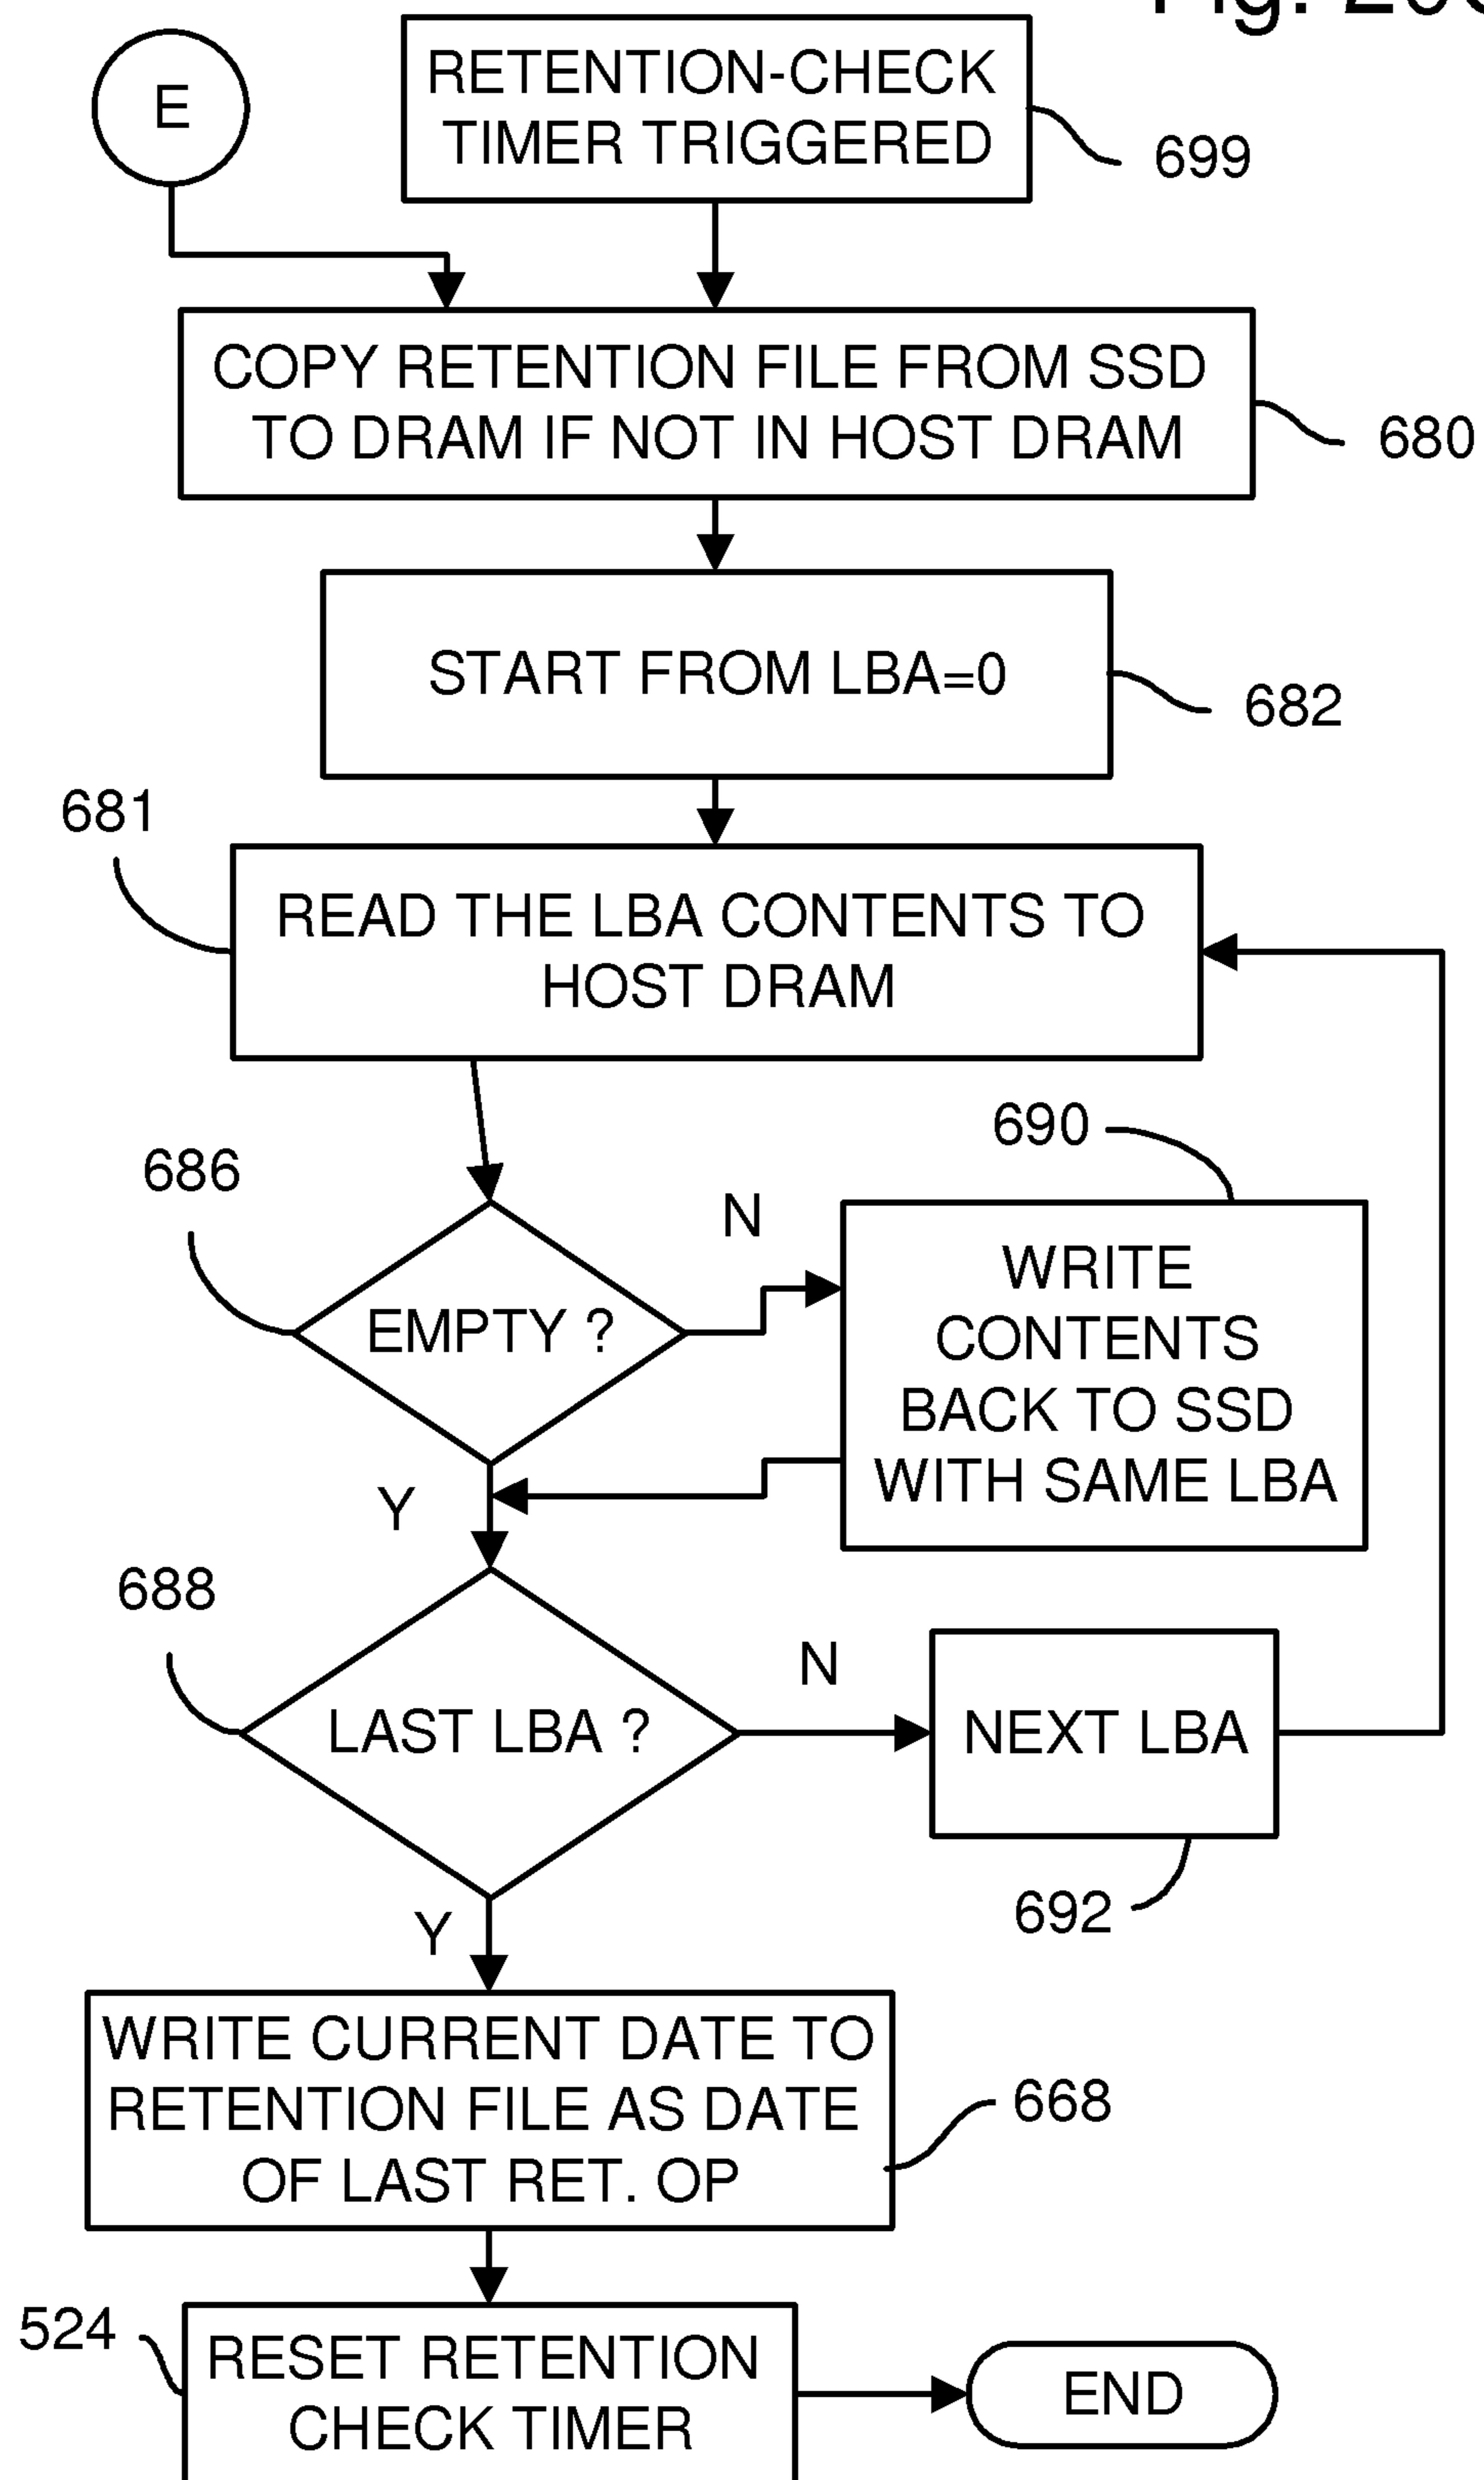 Fig.
E
RETENTION-CHECK
TIMER TRIGGERED
699
COPY RETENTION FILE FROM SSD
TO DRAM IF NOT IN HOST DRAM
680
START FROM LBA=0
682
681
READ THE LBA CONTENTS TO
HOST DRAM
690
686
N
EMPTY ?
WRITE
CONTENTS
BACK TO SSD
WITH SAME LBA
Y
688
N
LAST LBA ?
NEXT LBA
692
Y
WRITE CURRENT DATE TO
RETENTION FILE AS DATE
OF LAST RET. OP
668
524
RESET RETENTION
CHECK TIMER
END